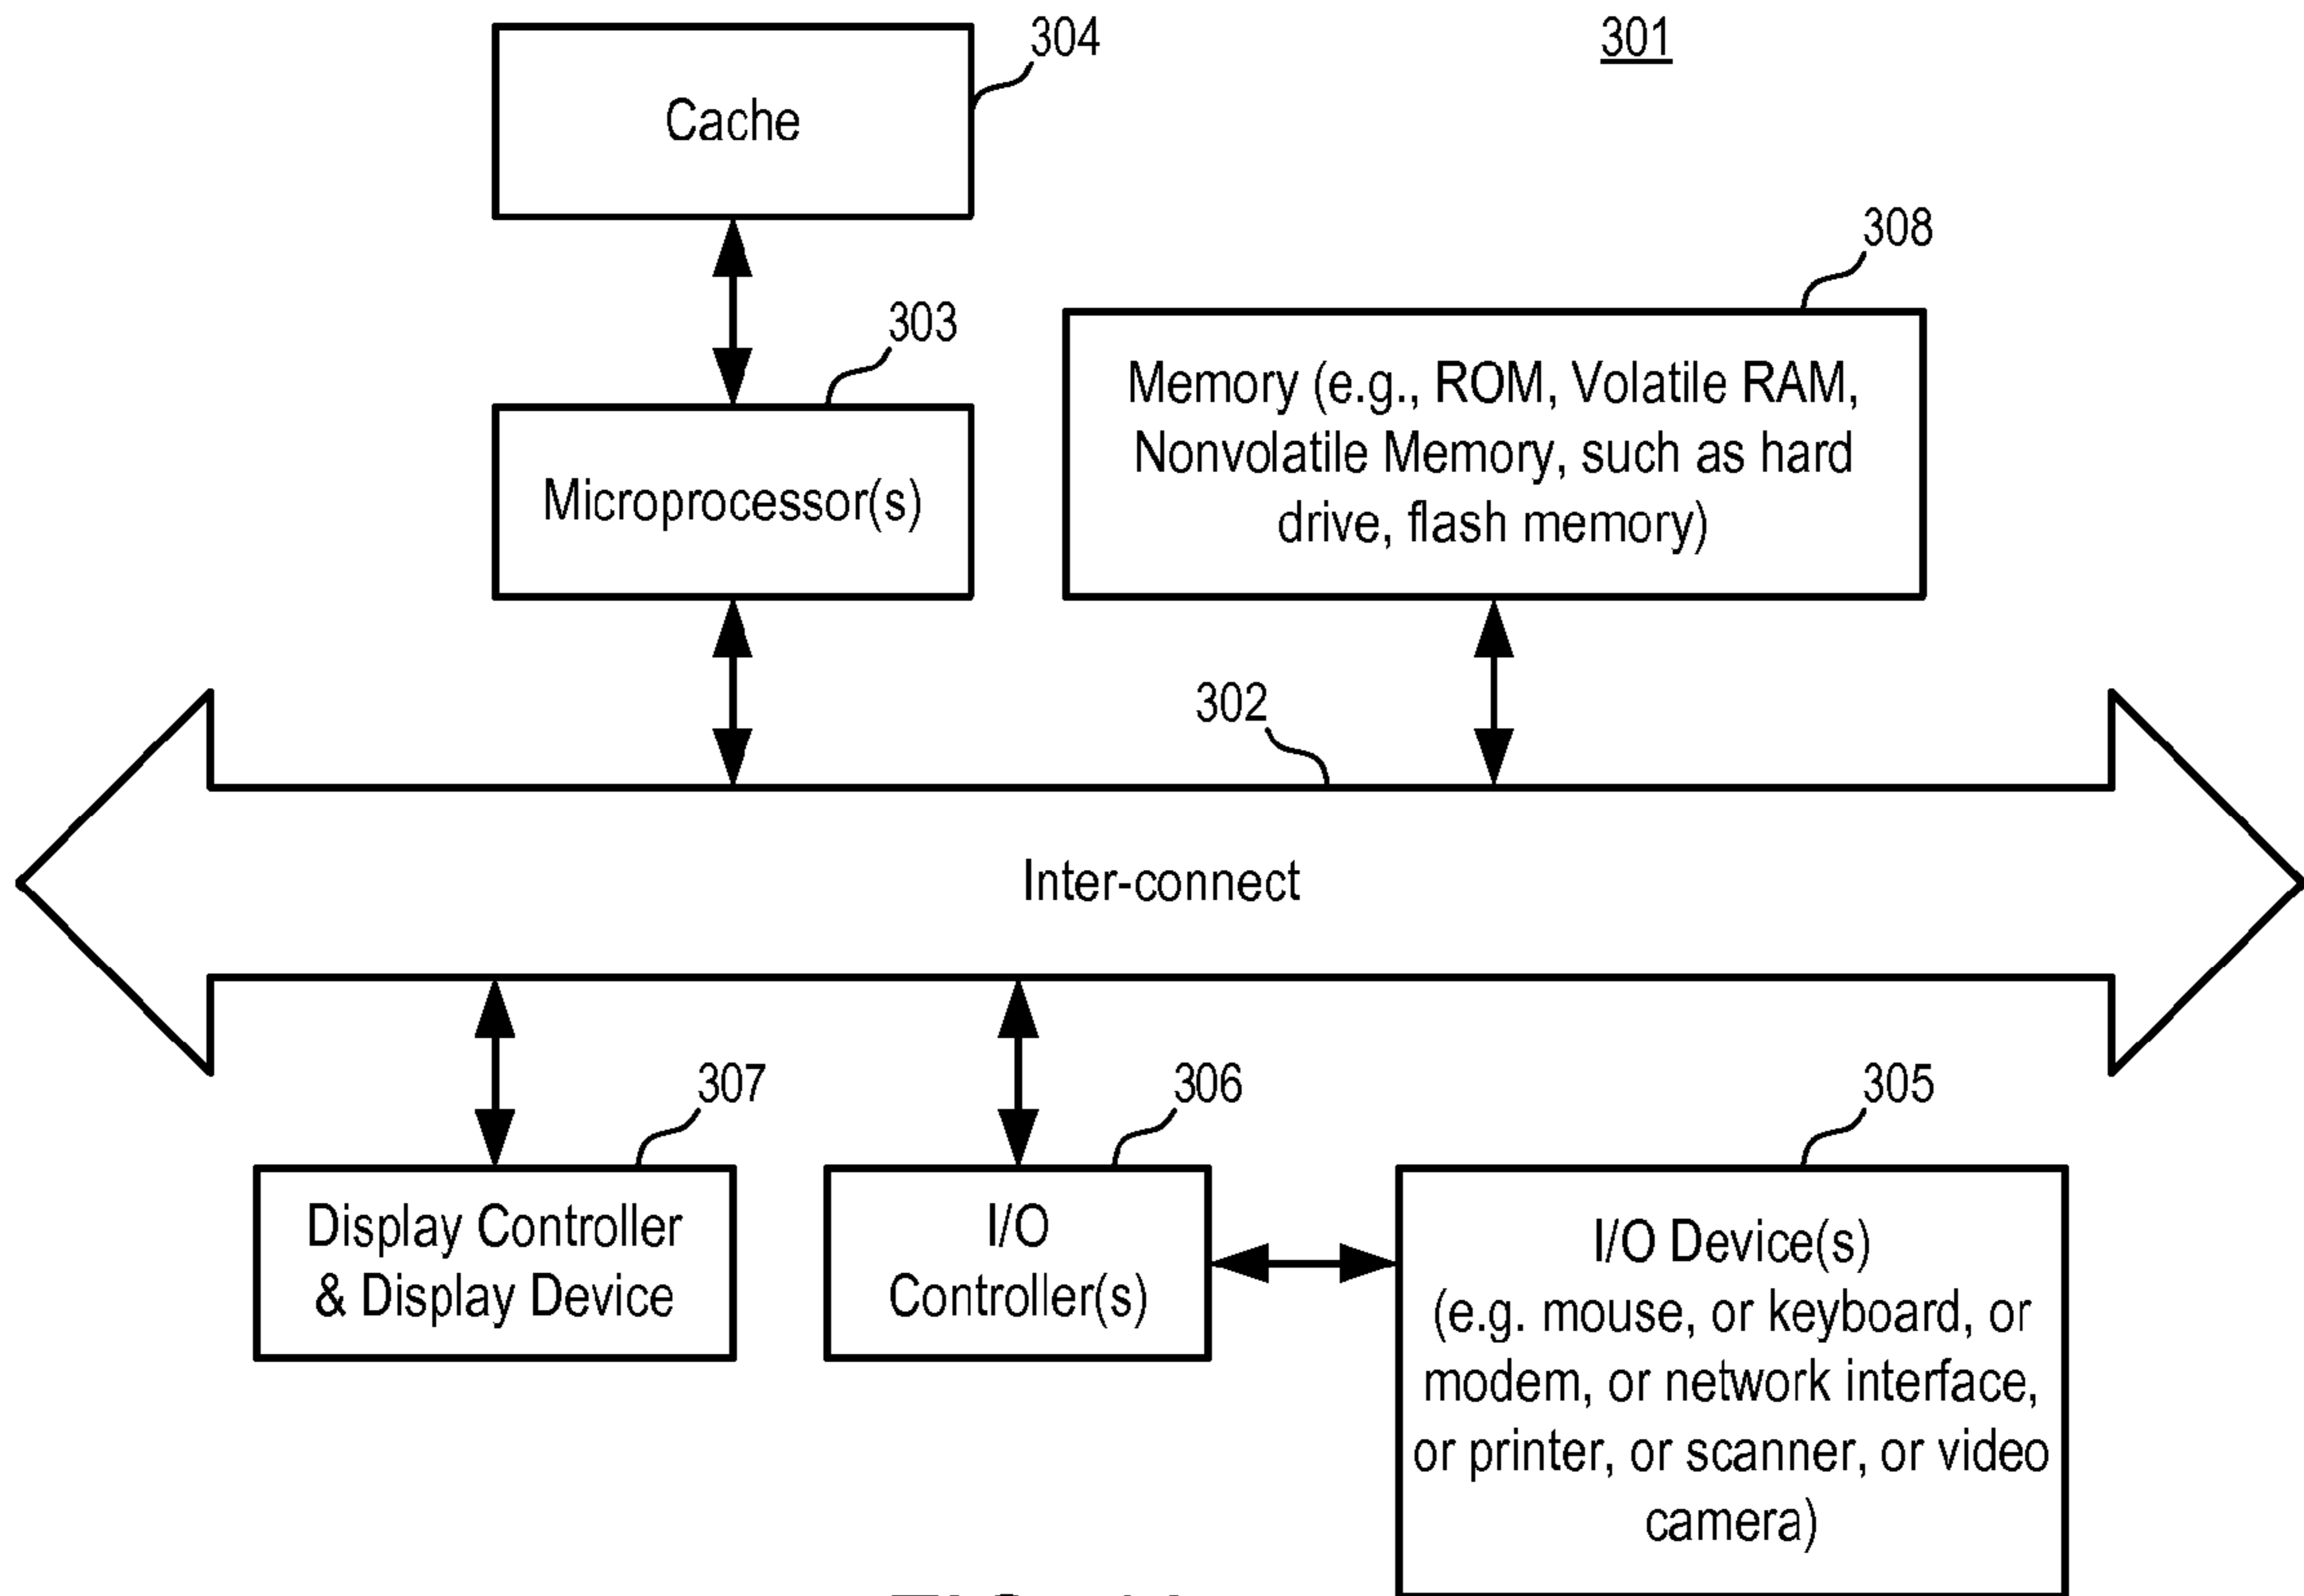 304
301
Cache
308
303
Memory (e.g., ROM, Volatile RAM,
Nonvolatile Memory, such as hard
drive, flash memory)
Microprocessor(s)
302
Inter-connect
307
306
305
Display Controller
& Display Device
I/O
Controller(s)
I/O Device(s)
(e.g. mouse, or keyboard, or
modem, or network interface,
or printer, or scanner, or video
camera)